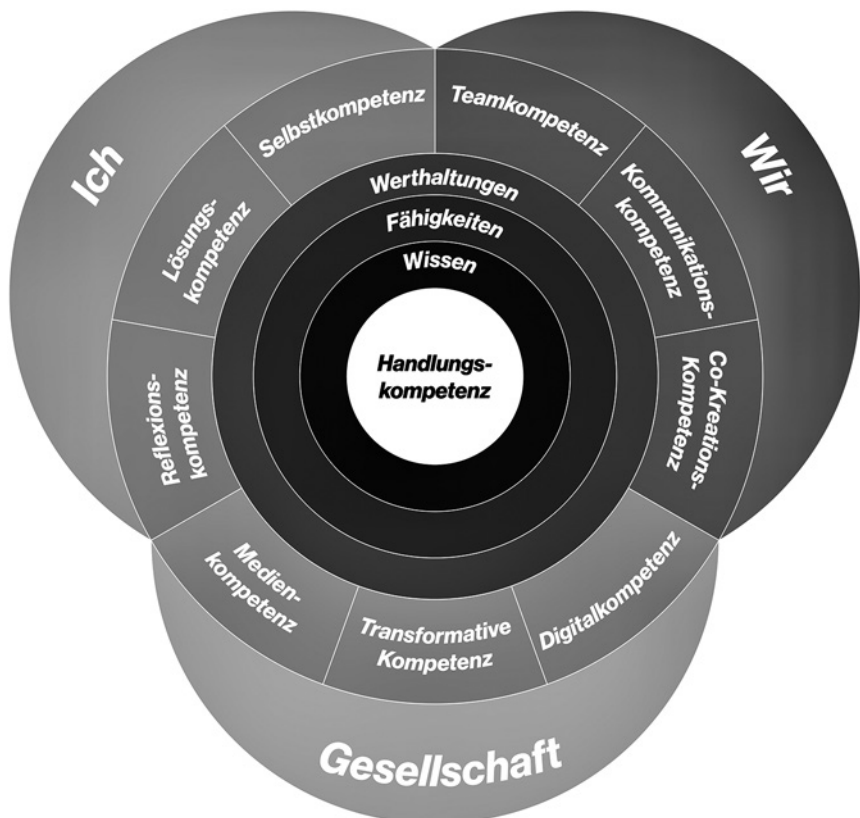 Ich
Wir
Selbstkompetenz
Teamkompetenz
Lösungs-
kompetenz
Kommunikations-
kompetenz
Werthaltungen
Fähigkeiten
Wissen
Handlungs-
kompetenz
Reflexions-
kompetenz
Co-Kreations-
Kompetenz
Medien-
kompetenz
Transformative
Kompetenz
Digitalkompetenz
Gesellschaft